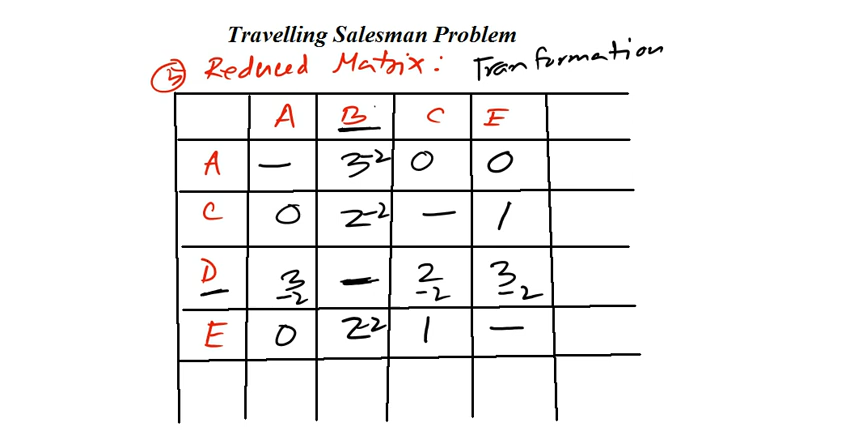 Travelling Salesman Problem
5 Reduced Matrix: Tranformation
A B C E
A — 3-2 0 0
C 0 2-2 — 1
D 3-2 — 2-2 3-2
E 0 2-2 1 —